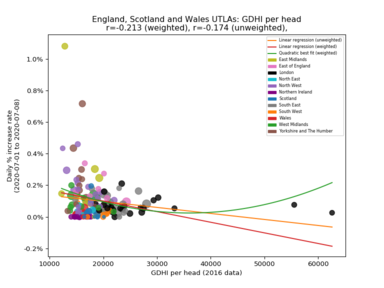 England, Scotland and Wales UTLAs: GDHI per head
r=-0.213 (weighted), r=-0.174 (unweighted),
Linear regression (unweighted)
Linear regression (weighted)
Quadratic best fit (weighted)
East Midlands
East of England
London
North East
North West
Northern Ireland
Scotland
South East
South West
Wales
West Midlands
Yorkshire and The Humber
Daily % increase rate
(2020-07-01 to 2020-07-08)
1.0%
0.8%
0.6%
0.4%
0.2%
0.0%
-0.2%
10000 20000 30000 40000 50000 60000
GDHI per head (2016 data)